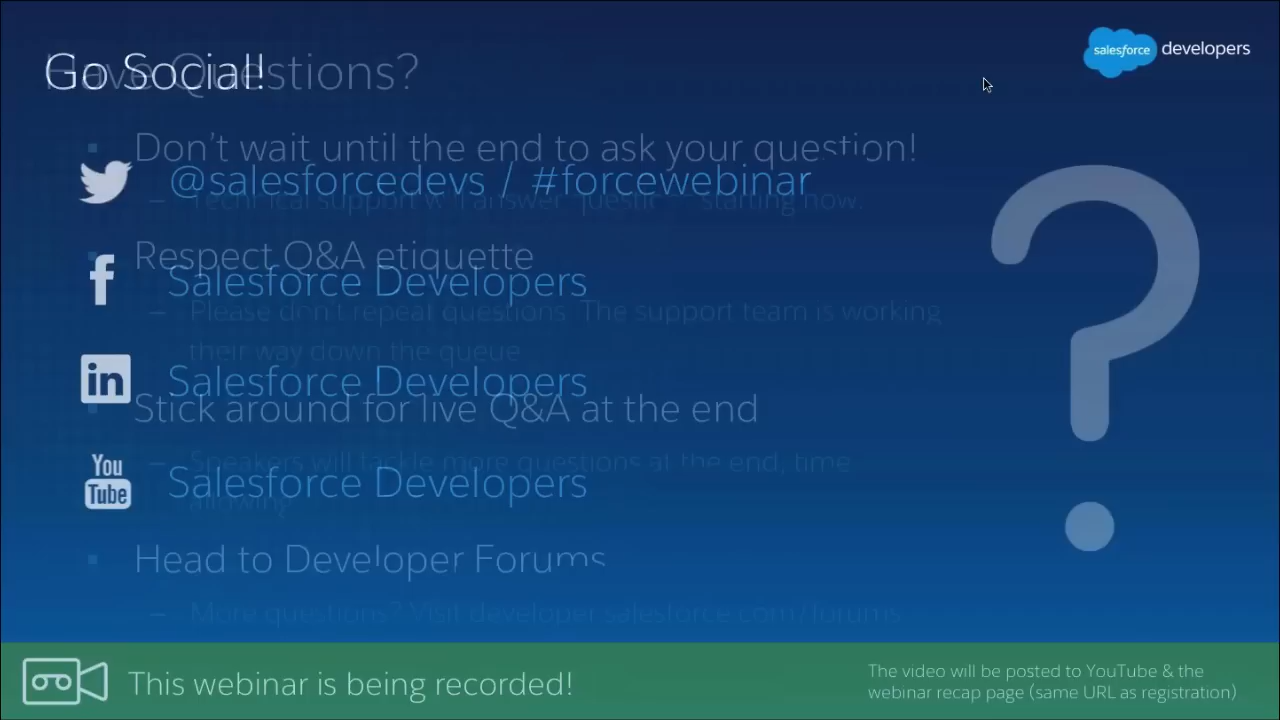 Go Social!
Have Questions?
salesforce developers
Don't wait until the end to ask your question!
@salesforcedevs / #forcewebinar
Technical support will answer questions starting now.
Respect Q&A etiquette
Salesforce Developers
Please don't repeat questions. The support team is working
their way down the queue
in Salesforce Developers
Stick around for live Q&A at the end
Speakers will tackle more questions at the end, time
allowing
You
Tube
Salesforce Developers
Head to Developer Forums
More questions? Visit developer.salesforce.com/forums
This webinar is being recorded!
The video will be posted to YouTube & the
webinar recap page (same URL as registration)